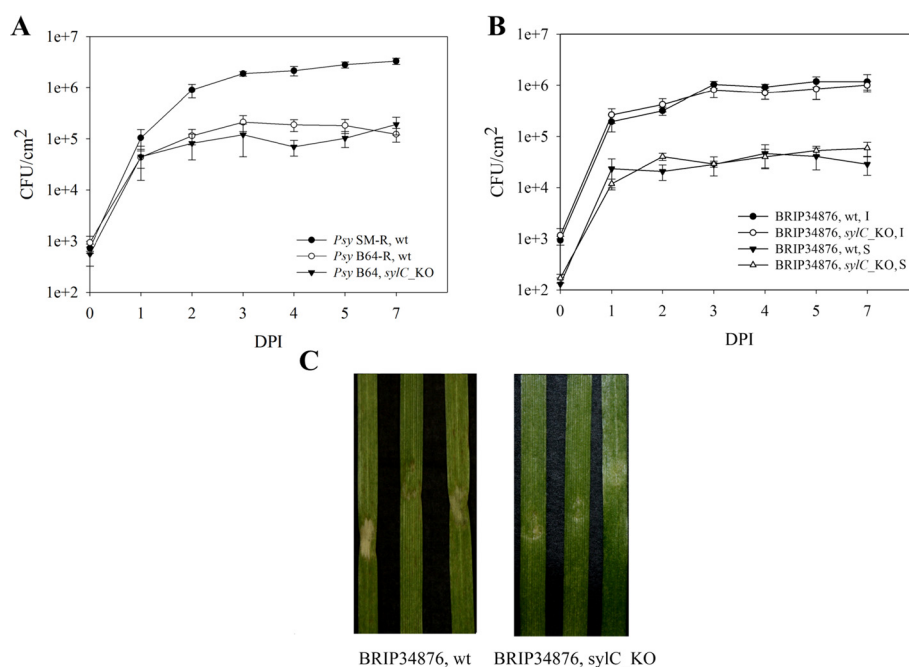 A
1e+7
1e+6
1e+5
1e+4
1e+3
1e+2
CFU/cm2
0 1 2 3 4 5 7
DPI
Psy SM-R, wt
Psy B64-R, wt
Psy B64, sylC_KO
B
1e+7
1e+6
1e+5
1e+4
1e+3
1e+2
CFU/cm2
0 1 2 3 4 5 7
DPI
BRIP34876, wt, I
BRIP34876, sylC_KO, I
BRIP34876, wt, S
BRIP34876, sylC_KO, S
C
BRIP34876, wt
BRIP34876, sylC_KO